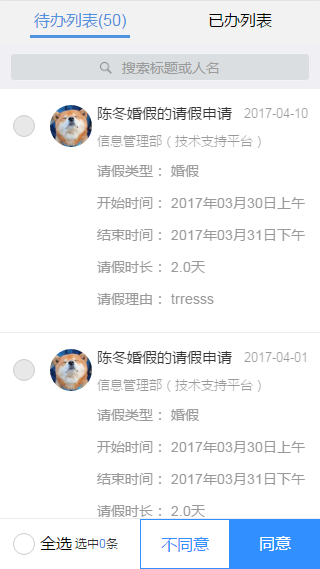 待办列表(50) 已办列表
搜索标题或人名
陈冬婚假的请假申请 2017-04-10
信息管理部（技术支持平台）
请假类型： 婚假
开始时间： 2017年03月30日上午
结束时间： 2017年03月31日下午
请假时长： 2.0天
请假理由： trresss
陈冬婚假的请假申请 2017-04-01
信息管理部（技术支持平台）
请假类型： 婚假
开始时间： 2017年03月30日上午
结束时间： 2017年03月31日下午
请假时长： 2.0天
全选 选中0条 不同意 同意